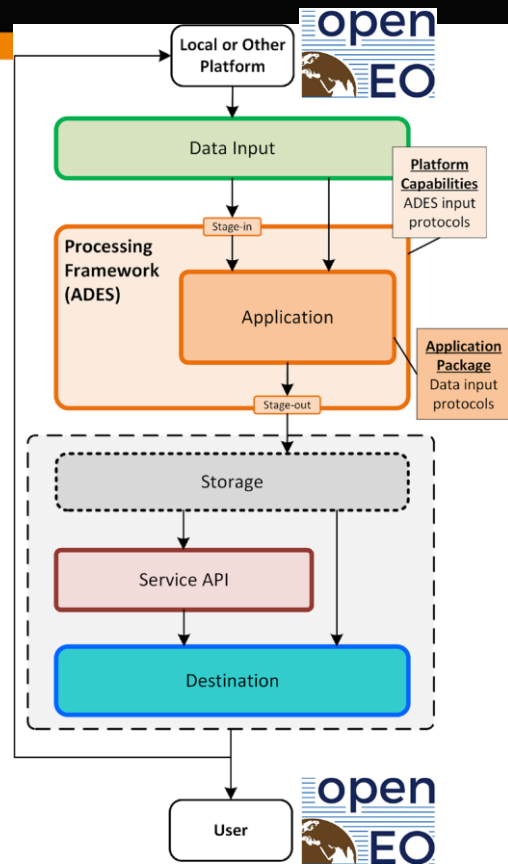 open
EO
Local or Other
Platform
Data Input
Platform
Capabilities
ADES input
protocols
Stage-in
Processing
Framework
(ADES)
Application
Application
Package
Data input
protocols
Stage-out
Storage
Service API
Destination
User
open
EO